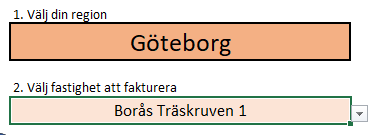 1. Välj din region
Göteborg
2. Välj fastighet att fakturera
Borås Träskruven 1